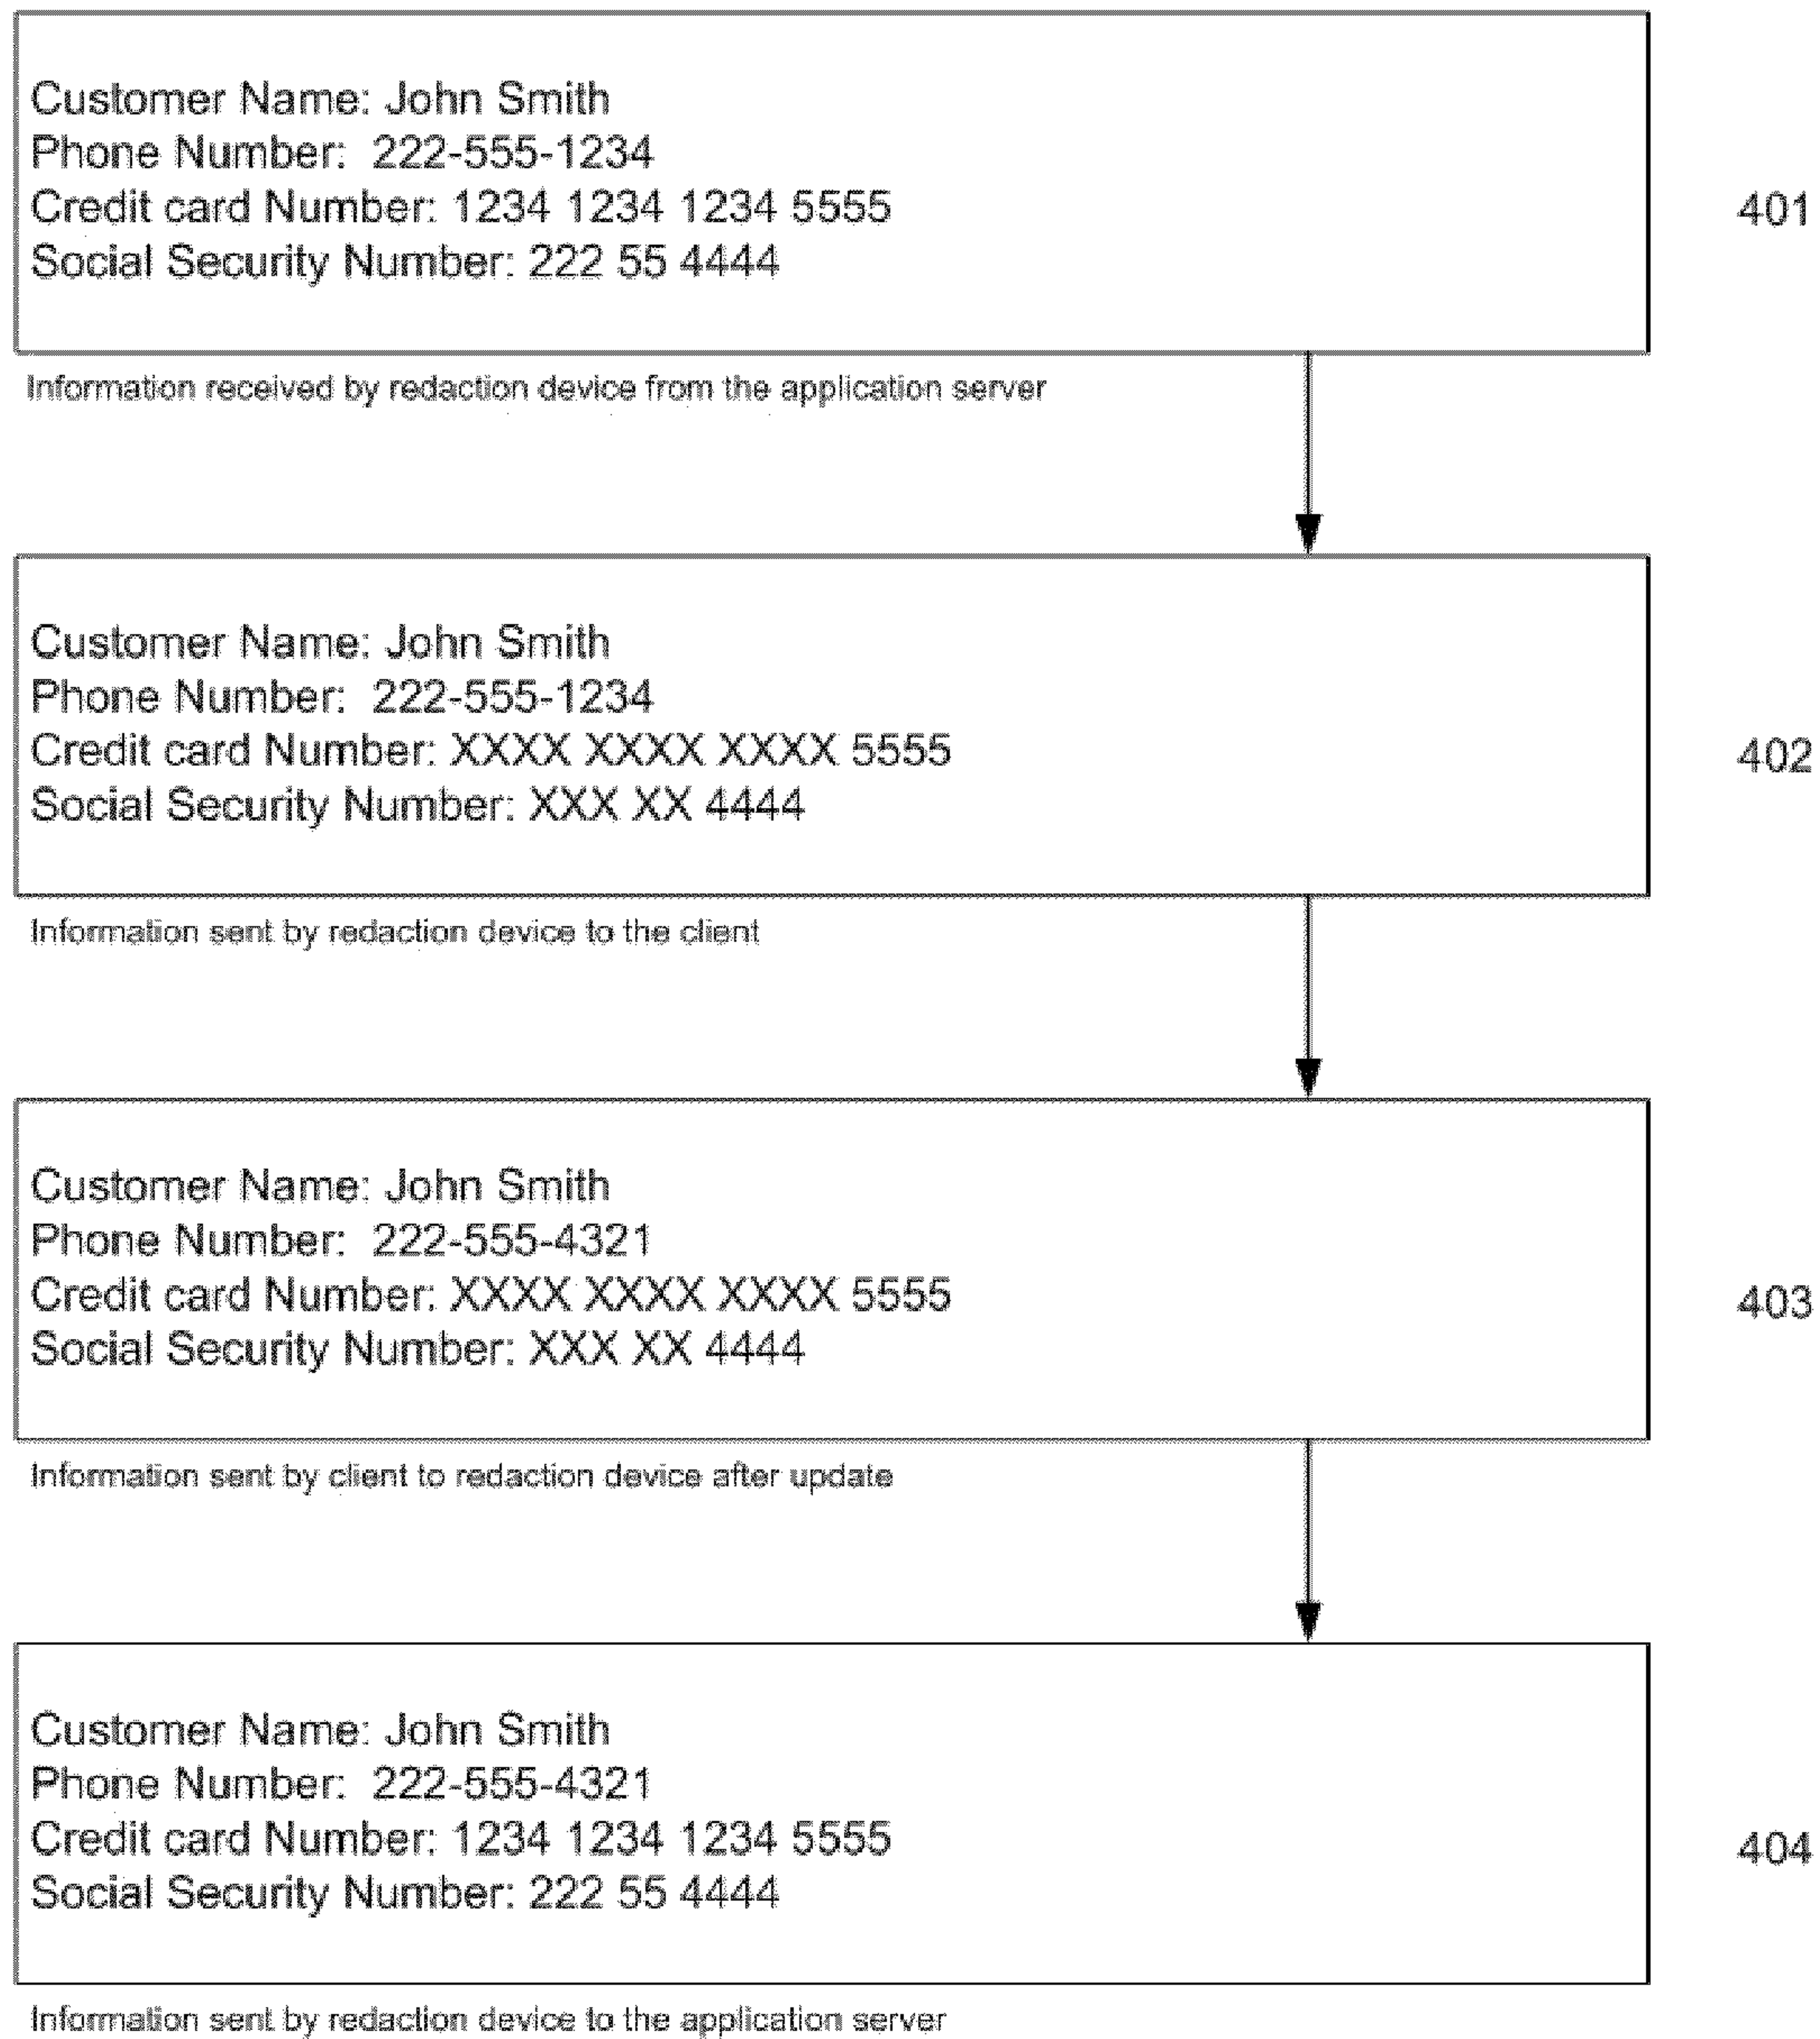 Customer Name: John Smith
Phone Number: 222-555-1234
Credit card Number: 1234 1234 1234 5555
Social Security Number: 222 55 4444
401
Information received by redaction device from the application server
Customer Name: John Smith
Phone Number: 222-555-1234
Credit card Number: XXXX XXXX XXXX 5555
Social Security Number: XXX XX 4444
402
Information sent by redaction device to the client
Customer Name: John Smith
Phone Number: 222-555-4321
Credit card Number: XXXX XXXX XXXX 5555
Social Security Number: XXX XX 4444
403
Information sent by client to redaction device after update
Customer Name: John Smith
Phone Number: 222-555-4321
Credit card Number: 1234 1234 1234 5555
Social Security Number: 222 55 4444
404
Information sent by redaction device to the application server